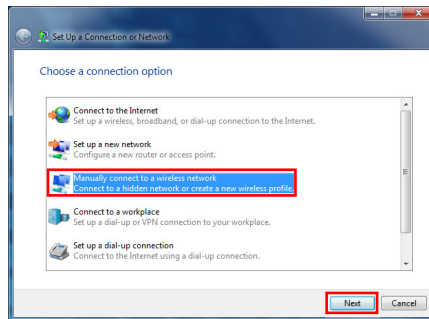 Set Up a Connection or Network
Choose a connection option
Connect to the Internet
Set up a wireless, broadband, or dial-up connection to the Internet.
Set up a new network
Configure a new router or access point.
Manually connect to a wireless network
Connect to a hidden network or create a new wireless profile.
Connect to a workplace
Set up a dial-up or VPN connection to your workplace.
Set up a dial-up connection
Connect to the Internet using a dial-up connection.
Next Cancel